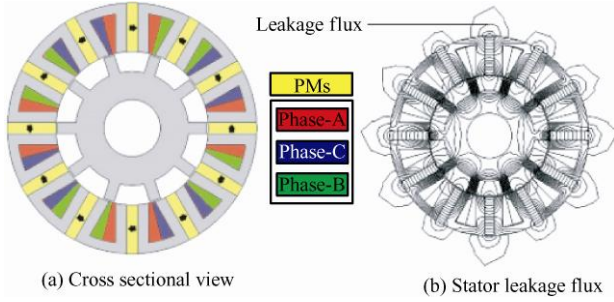 Leakage flux
PMs
Phase-A
Phase-C
Phase-B
(a) Cross sectional view
(b) Stator leakage flux